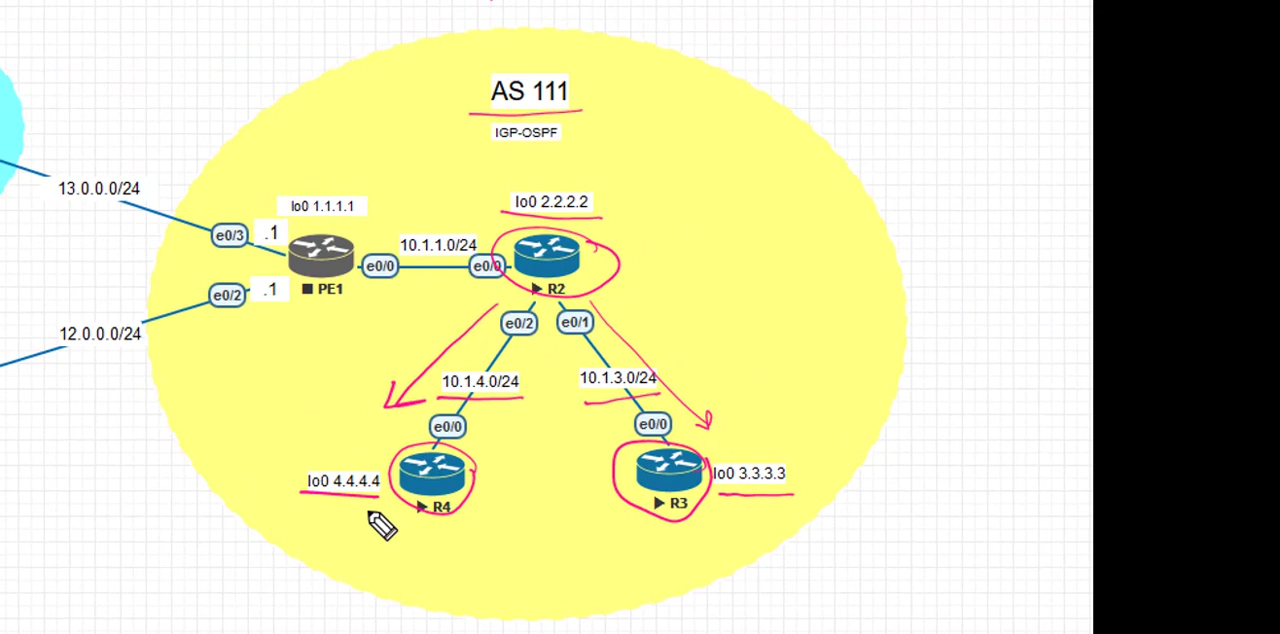 AS 111
IGP-OSPF
13.0.0.0/24
lo0 1.1.1.1
lo0 2.2.2.2
e0/3
.1
10.1.1.0/24
e0/0
e0/0
PE1
R2
e0/2
.1
12.0.0.0/24
e0/2
e0/1
10.1.4.0/24
10.1.3.0/24
e0/0
e0/0
lo0 4.4.4.4
lo0 3.3.3.3
R4
R3